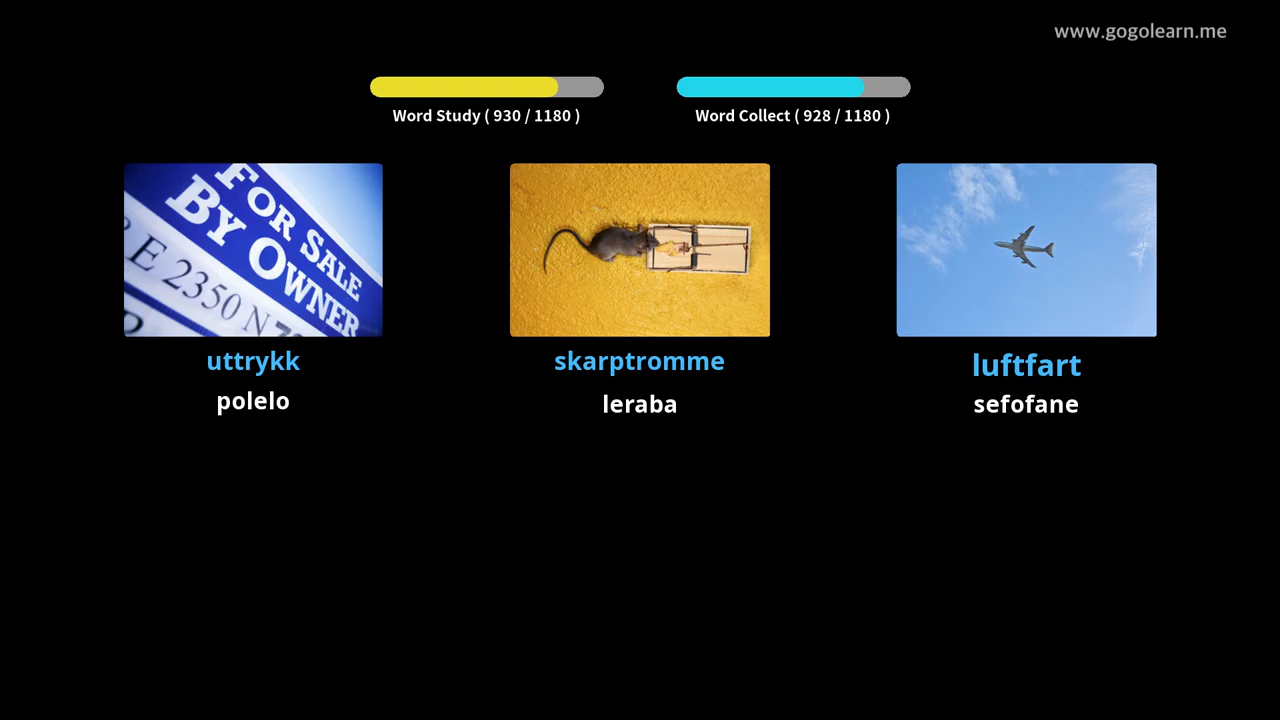 www.gogolearn.me
Word Study ( 930 / 1180 )
Word Collect ( 928 / 1180 )
FOR SALE
BY OWNER
E 2350 N
uttrykk
skarptromme
luftfart
polelo
leraba
sefofane